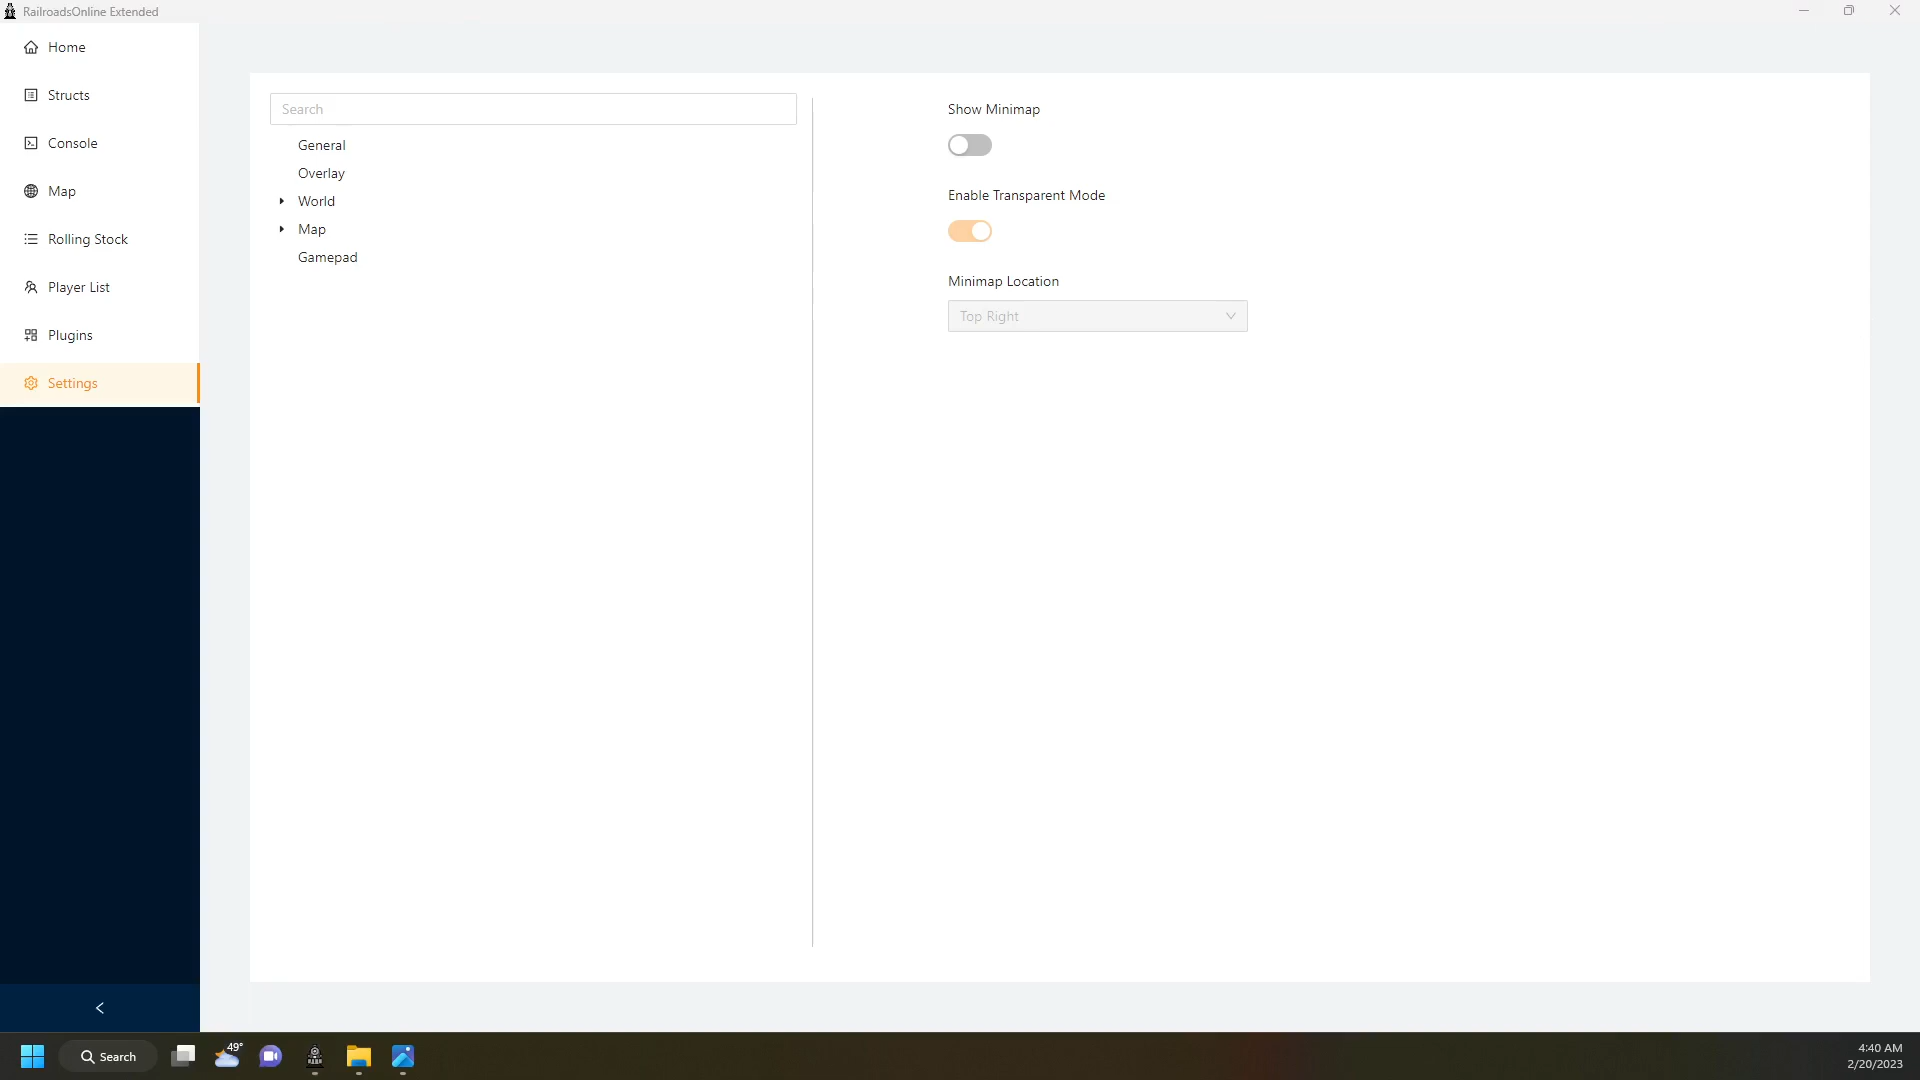 RailroadsOnline Extended
Home
Structs
Console
Map
Rolling Stock
Player List
Plugins
Settings
Search
General
Overlay
World
Map
Gamepad
Show Minimap
Enable Transparent Mode
Minimap Location
Top Right
Search
49°
4:40 AM
2/20/2023